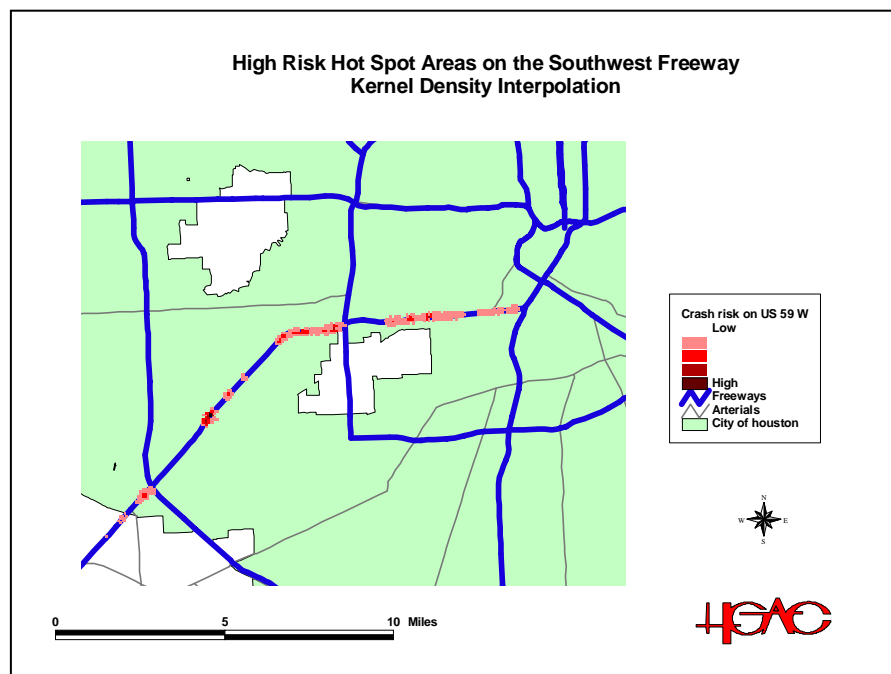 High Risk Hot Spot Areas on the Southwest Freeway
Kernel Density Interpolation
Crash risk on US 59 W
Low
High
Freeways
Arterials
City of houston
N
W E
S
0 5 10 Miles
HGAC